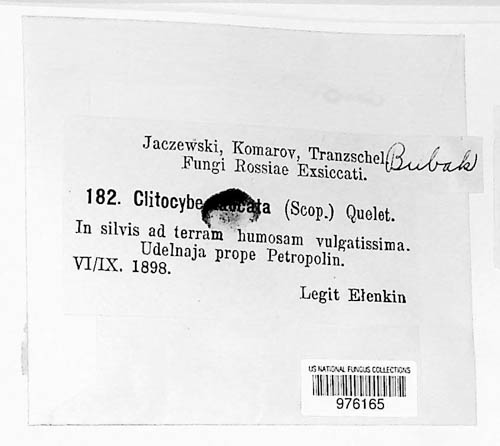 Jaczewski, Komarov, Tranzschel, Bubak
Fungi Rossiae Exsiccati.
182. Clitocybe (Scop.) Quelet.
In silvis ad terram humosam vulgatissima.
Udelnaja prope Petropolin.
VI/IX. 1898.
Legit Elenkin
US NATIONAL FUNGUS COLLECTIONS
976165